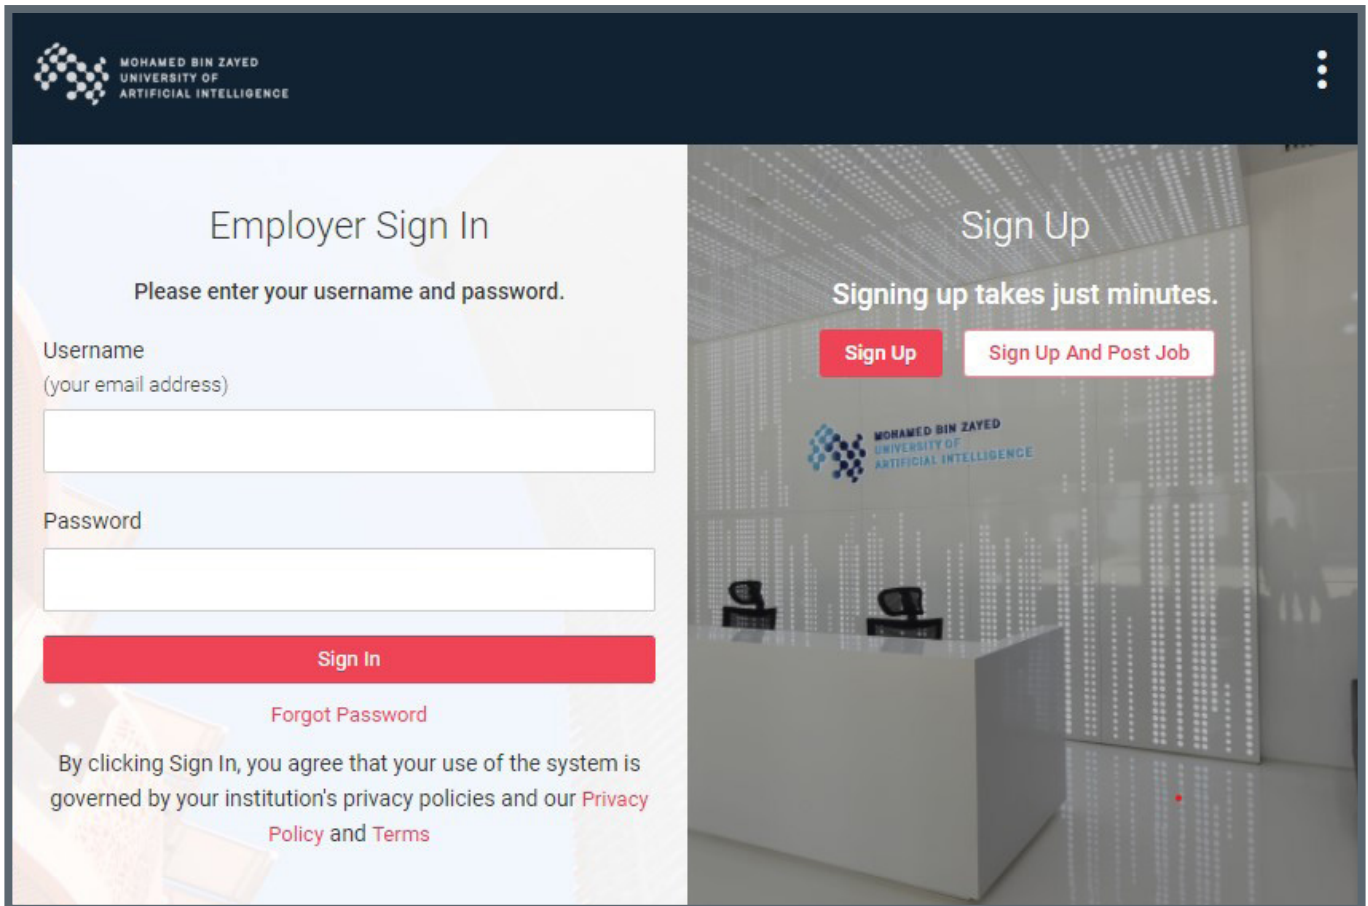 MOHAMED BIN ZAYED
UNIVERSITY OF
ARTIFICIAL INTELLIGENCE
Employer Sign In
Please enter your username and password.
Username
(your email address)
Password
Sign In
Forgot Password
By clicking Sign In, you agree that your use of the system is
governed by your institution's privacy policies and our Privacy
Policy and Terms
Sign Up
Signing up takes just minutes.
Sign Up
Sign Up And Post Job
MOHAMED BIN ZAYED
UNIVERSITY OF
ARTIFICIAL INTELLIGENCE